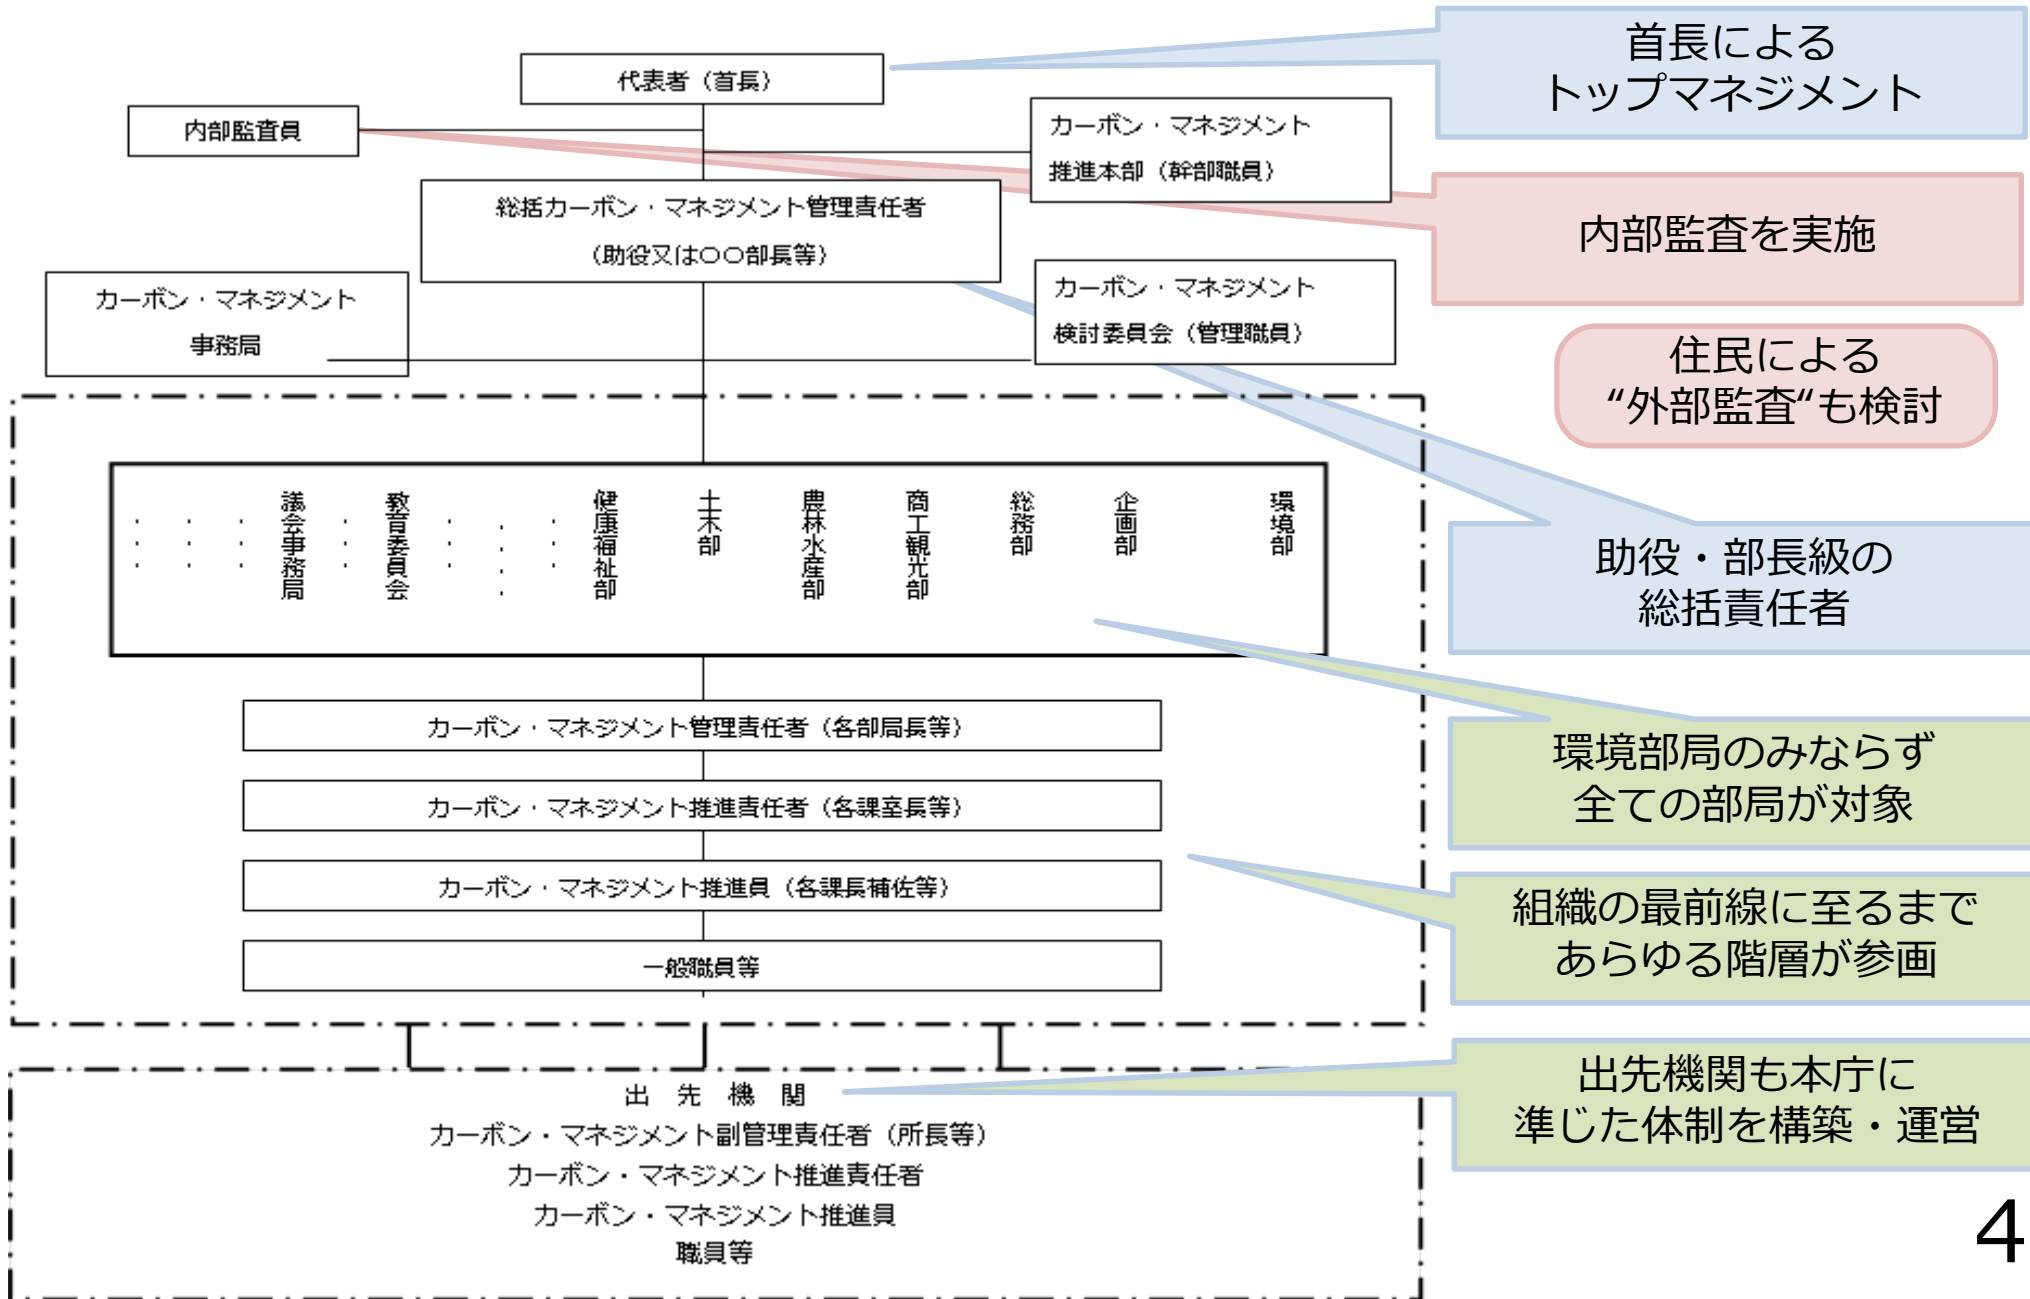 代表者（首長）
首長による
トップマネジメント
内部監査員
カーボン・マネジメント
推進本部（幹部職員）
総括カーボン・マネジメント管理責任者
（助役又は〇〇部長等）
内部監査を実施
カーボン・マネジメント
事務局
カーボン・マネジメント
検討委員会（管理職員）
住民による
“外部監査“も検討
・・・
・・・
・・・
議会事務局
・・・
教育委員会
・・・
・・・
・・・
健康福祉部
土木部
農林水産部
商工観光部
総務部
企画部
環境部
助役・部長級の
総括責任者
カーボン・マネジメント管理責任者（各部局長等）
環境部局のみならず
全ての部局が対象
カーボン・マネジメント推進責任者（各課室長等）
カーボン・マネジメント推進員（各課長補佐等）
組織の最前線に至るまで
あらゆる階層が参画
一般職員等
出先機関
カーボン・マネジメント副管理責任者（所長等）
カーボン・マネジメント推進責任者
カーボン・マネジメント推進員
職員等
出先機関も本庁に
準じた体制を構築・運営
4